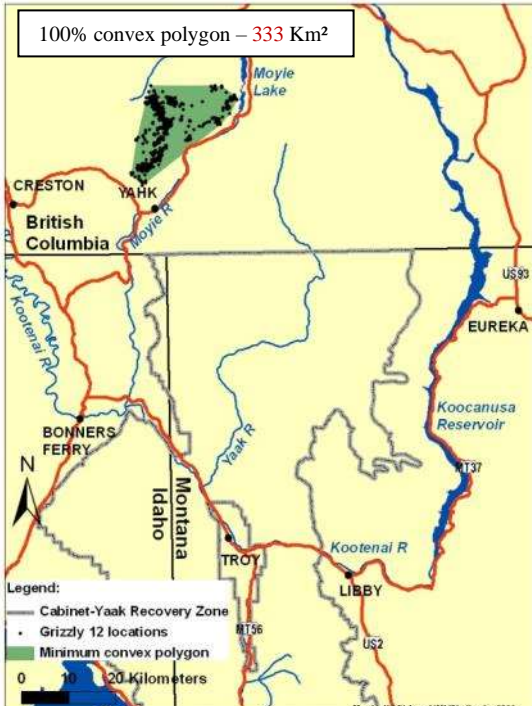 100% convex polygon – 333 Km²
Moyie
Lake
CRESTON
YAHK
British
Columbia
Moyie R
US93
Kootenai R
EUREKA
Koocanusa
Reservoir
BONNERS
FERRY
Yaak R
N
Montana
Idaho
MT37
TROY
Kootenai R
LIBBY
Legend:
Cabinet-Yaak Recovery Zone
Grizzly 12 locations
Minimum convex polygon
MT56
US2
0 10 20 Kilometers